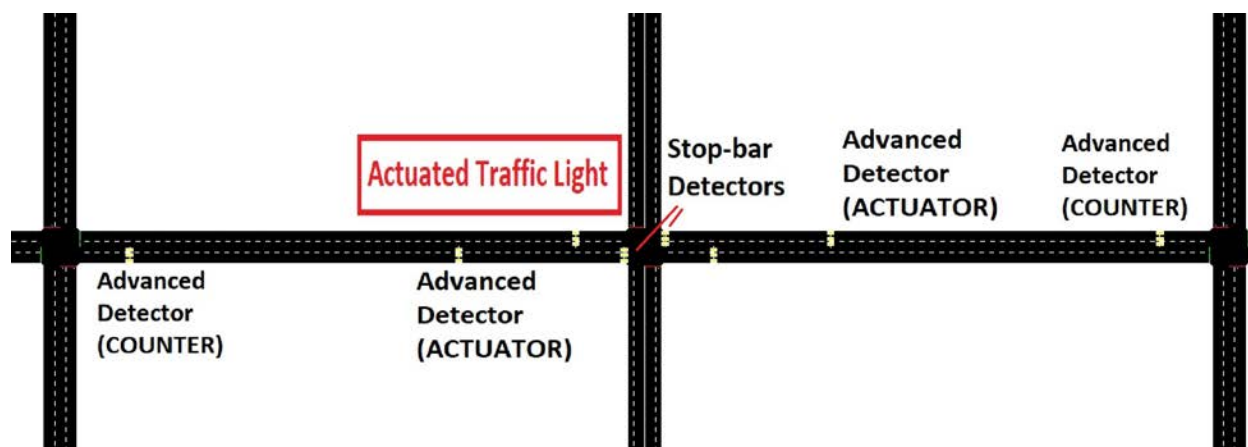 Actuated Traffic Light
Stop-bar
Detectors
Advanced
Detector
(ACTUATOR)
Advanced
Detector
(COUNTER)
Advanced
Detector
(COUNTER)
Advanced
Detector
(ACTUATOR)